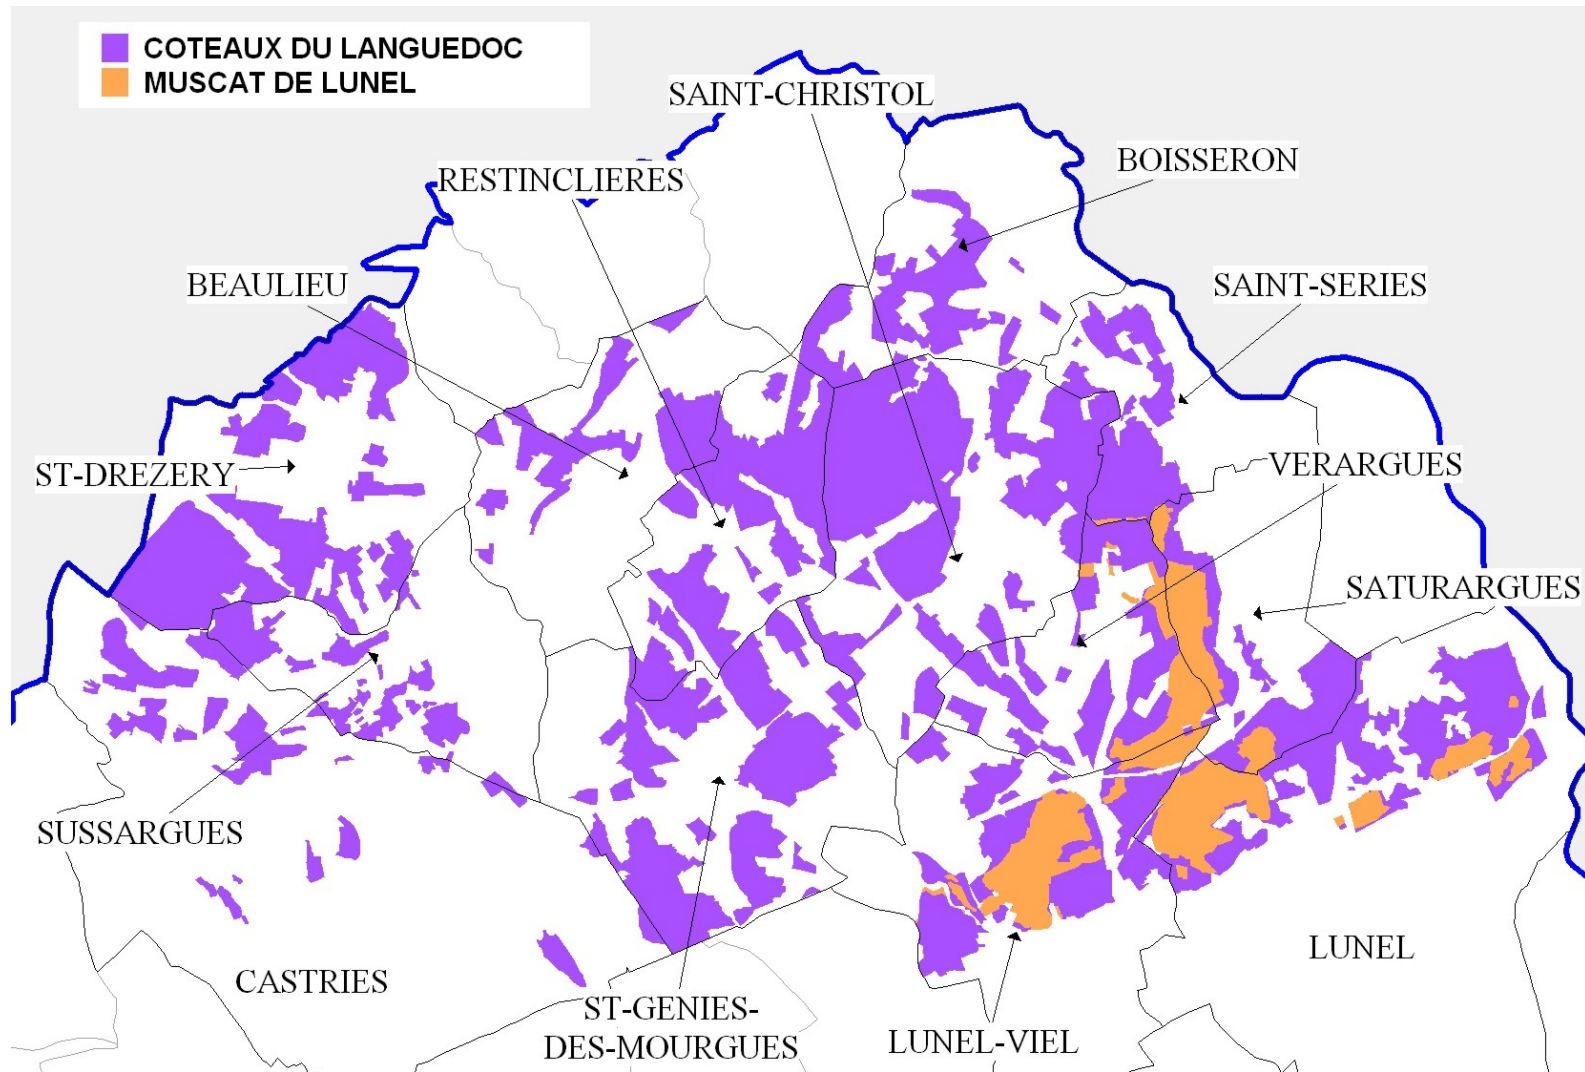 COTEAUX DU LANGUEDOC
MUSCAT DE LUNEL
SAINT-CHRISTOL
BOISSERON
RESTINCLIERES
BEAULIEU
SAINT-SERIES
ST-DREZERY
VERARGUES
SATURARGUES
SUSSARGUES
LUNEL
CASTRIES
ST-GENIES-
DES-MOURGUES
LUNEL-VIEL